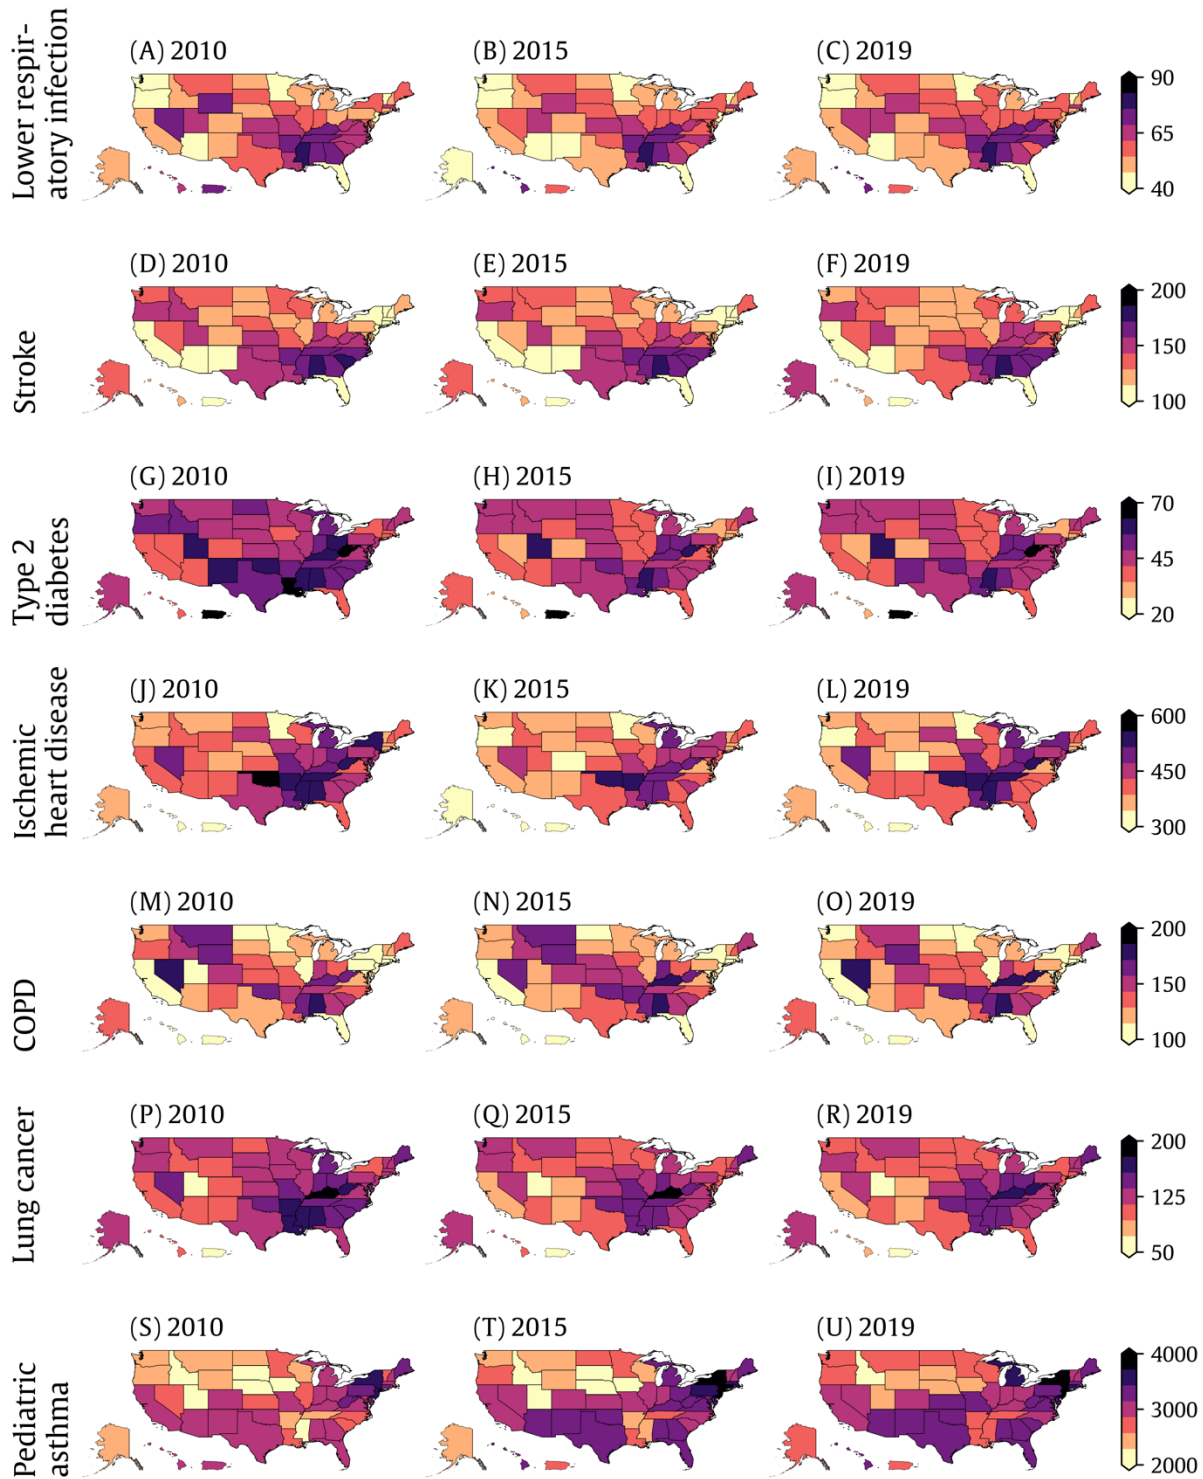 Lower respir-
atory infection
(A) 2010
(B) 2015
(C) 2019
90
65
40
Stroke
(D) 2010
(E) 2015
(F) 2019
200
150
100
Type 2
diabetes
(G) 2010
(H) 2015
(I) 2019
70
45
20
Ischemic
heart disease
(J) 2010
(K) 2015
(L) 2019
600
450
300
COPD
(M) 2010
(N) 2015
(O) 2019
200
150
100
Lung cancer
(P) 2010
(Q) 2015
(R) 2019
200
125
50
Pediatric
asthma
(S) 2010
(T) 2015
(U) 2019
4000
3000
2000